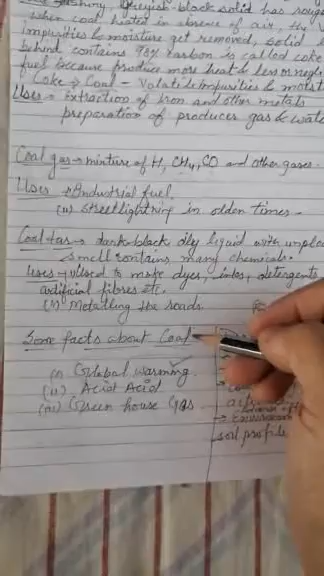 greyish-black solid has
when coal heated in absence of air, the
impurities & moisture get removed, solid
behind contains 98% carbon is called coke
fuel because produce more heat & less or
Coke → Coal - Volatile impurities & moist
Uses → Extraction of Iron and other metals
preparation of producer gas & wate
Coal gas → mixture of H, CH4, CO and other gases.
Uses → Industrial fuel
(ii) Street lightning in olden times.
Coal tar → dark black oily liquid with unplea
smell contains many chemicals.
Uses → Used to make dyes, detergents
artificial fibres etc.
(ii) Metalling the roads.
Some facts about Coal
(i) Global warming
(ii) Acid Acid
(iii) Green house Gas
soil profile